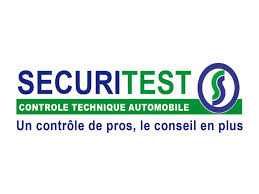 SECURITEST
CONTROLE TECHNIQUE AUTOMOBILE
Un contrôle de pros, le conseil en plus